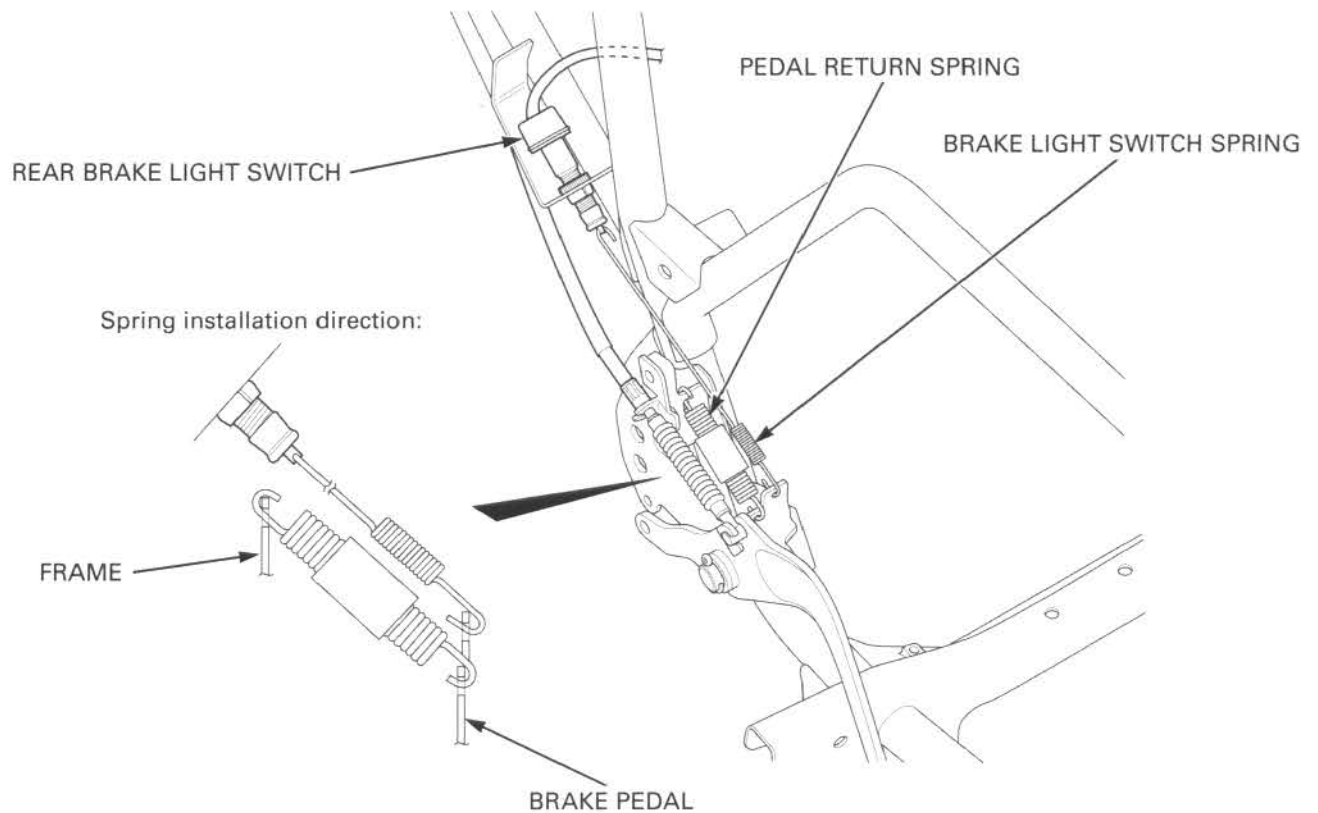 PEDAL RETURN SPRING
BRAKE LIGHT SWITCH SPRING
REAR BRAKE LIGHT SWITCH
Spring installation direction:
FRAME
BRAKE PEDAL